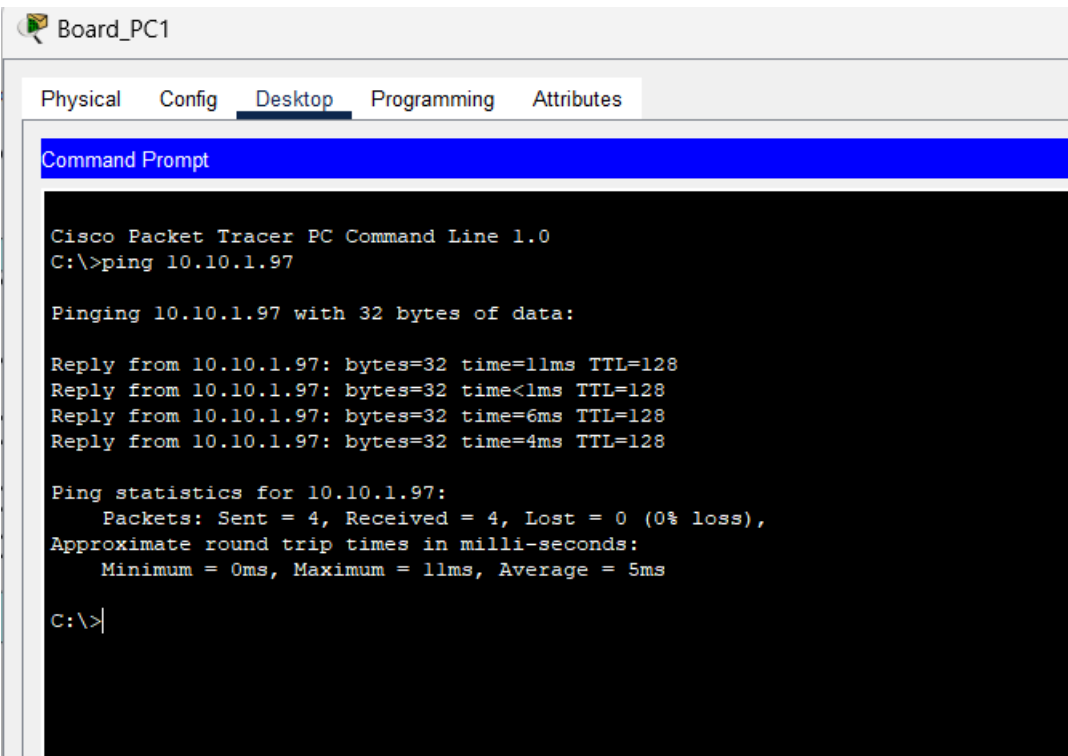 Board_PC1
Physical Config Desktop Programming Attributes
Command Prompt
Cisco Packet Tracer PC Command Line 1.0
C:\>ping 10.10.1.97
Pinging 10.10.1.97 with 32 bytes of data:
Reply from 10.10.1.97: bytes=32 time=11ms TTL=128
Reply from 10.10.1.97: bytes=32 time<1ms TTL=128
Reply from 10.10.1.97: bytes=32 time=6ms TTL=128
Reply from 10.10.1.97: bytes=32 time=4ms TTL=128
Ping statistics for 10.10.1.97:
Packets: Sent = 4, Received = 4, Lost = 0 (0% loss),
Approximate round trip times in milli-seconds:
Minimum = 0ms, Maximum = 11ms, Average = 5ms
C:\>